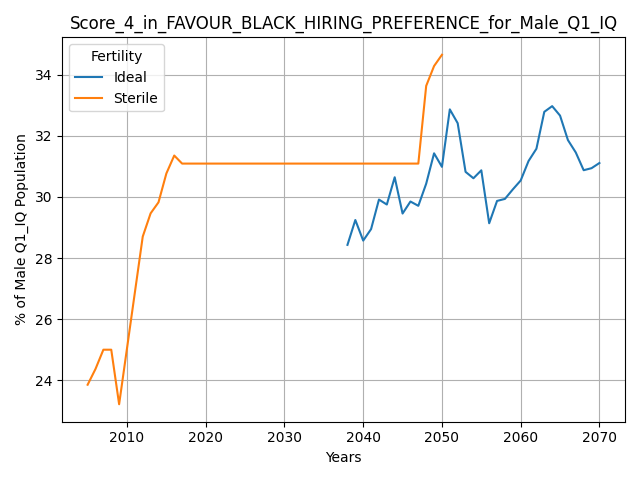 Score_4_in_FAVOUR_BLACK_HIRING_PREFERENCE_for_Male_Q1_IQ
Fertility
Ideal
Sterile
34
32
30
28
26
24
% of Male Q1_IQ Population
2010 2020 2030 2040 2050 2060 2070
Years